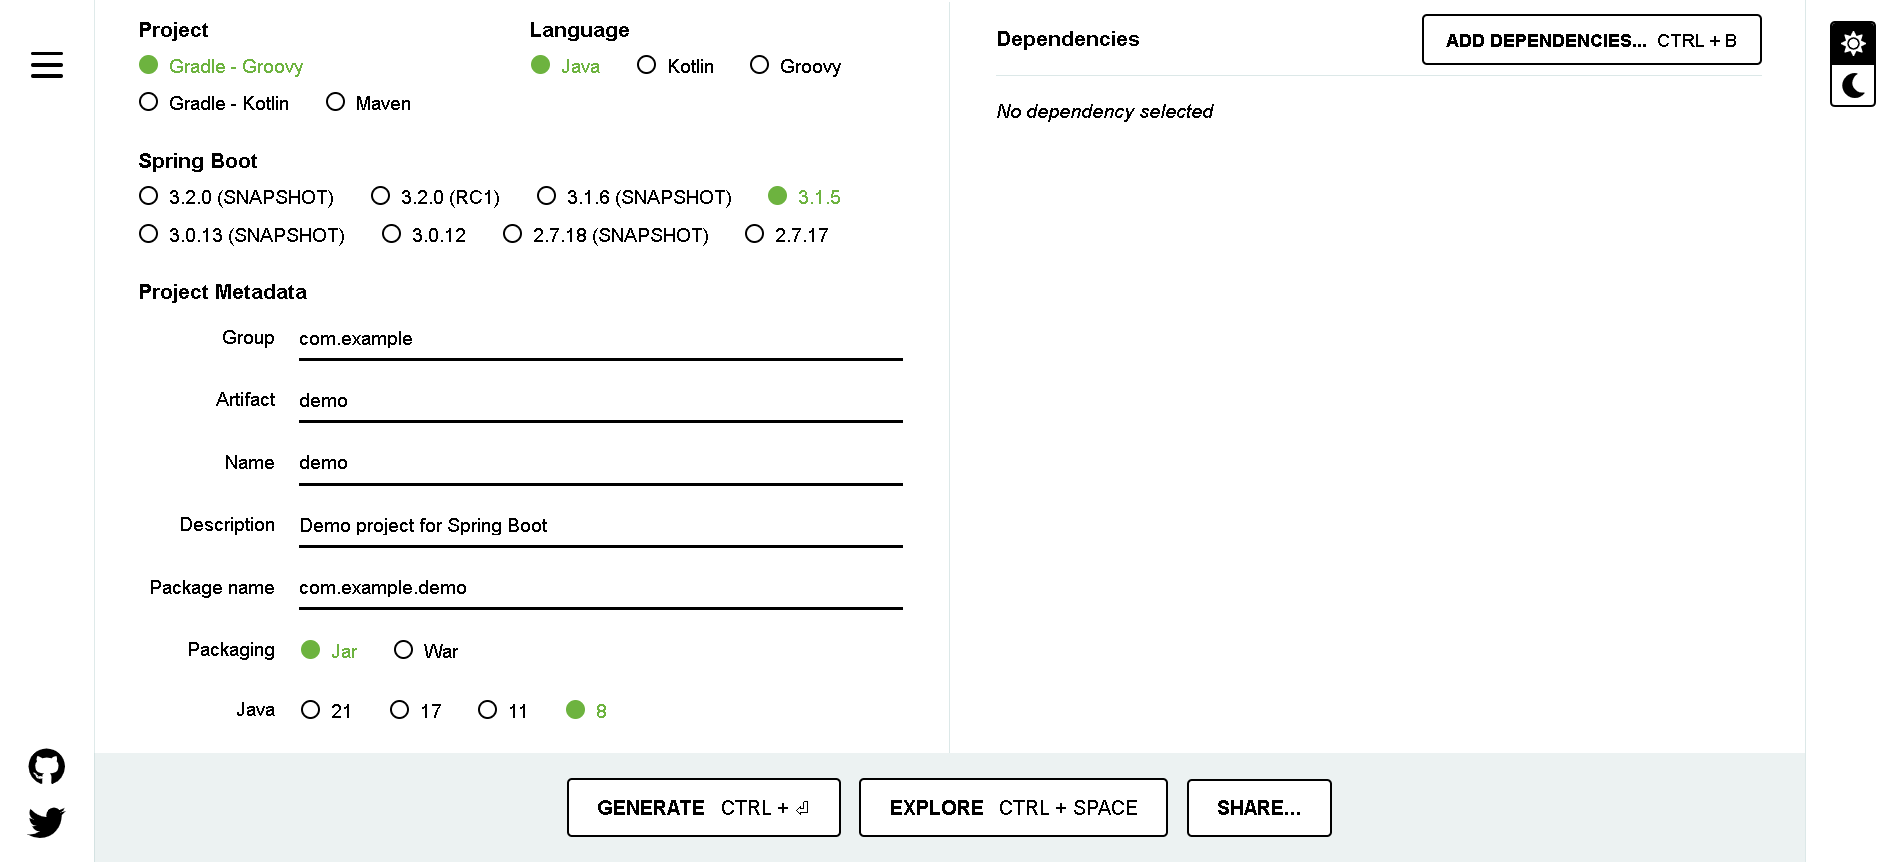 Project
Gradle - Groovy
Gradle - Kotlin Maven
Language
Java Kotlin Groovy
Spring Boot
3.2.0 (SNAPSHOT) 3.2.0 (RC1) 3.1.6 (SNAPSHOT) 3.1.5
3.0.13 (SNAPSHOT) 3.0.12 2.7.18 (SNAPSHOT) 2.7.17
Project Metadata
Group com.example
Artifact demo
Name demo
Description Demo project for Spring Boot
Package name com.example.demo
Packaging Jar War
Java 21 17 11 8
Dependencies ADD DEPENDENCIES... CTRL + B
No dependency selected
GENERATE CTRL + ⏎ EXPLORE CTRL + SPACE SHARE...